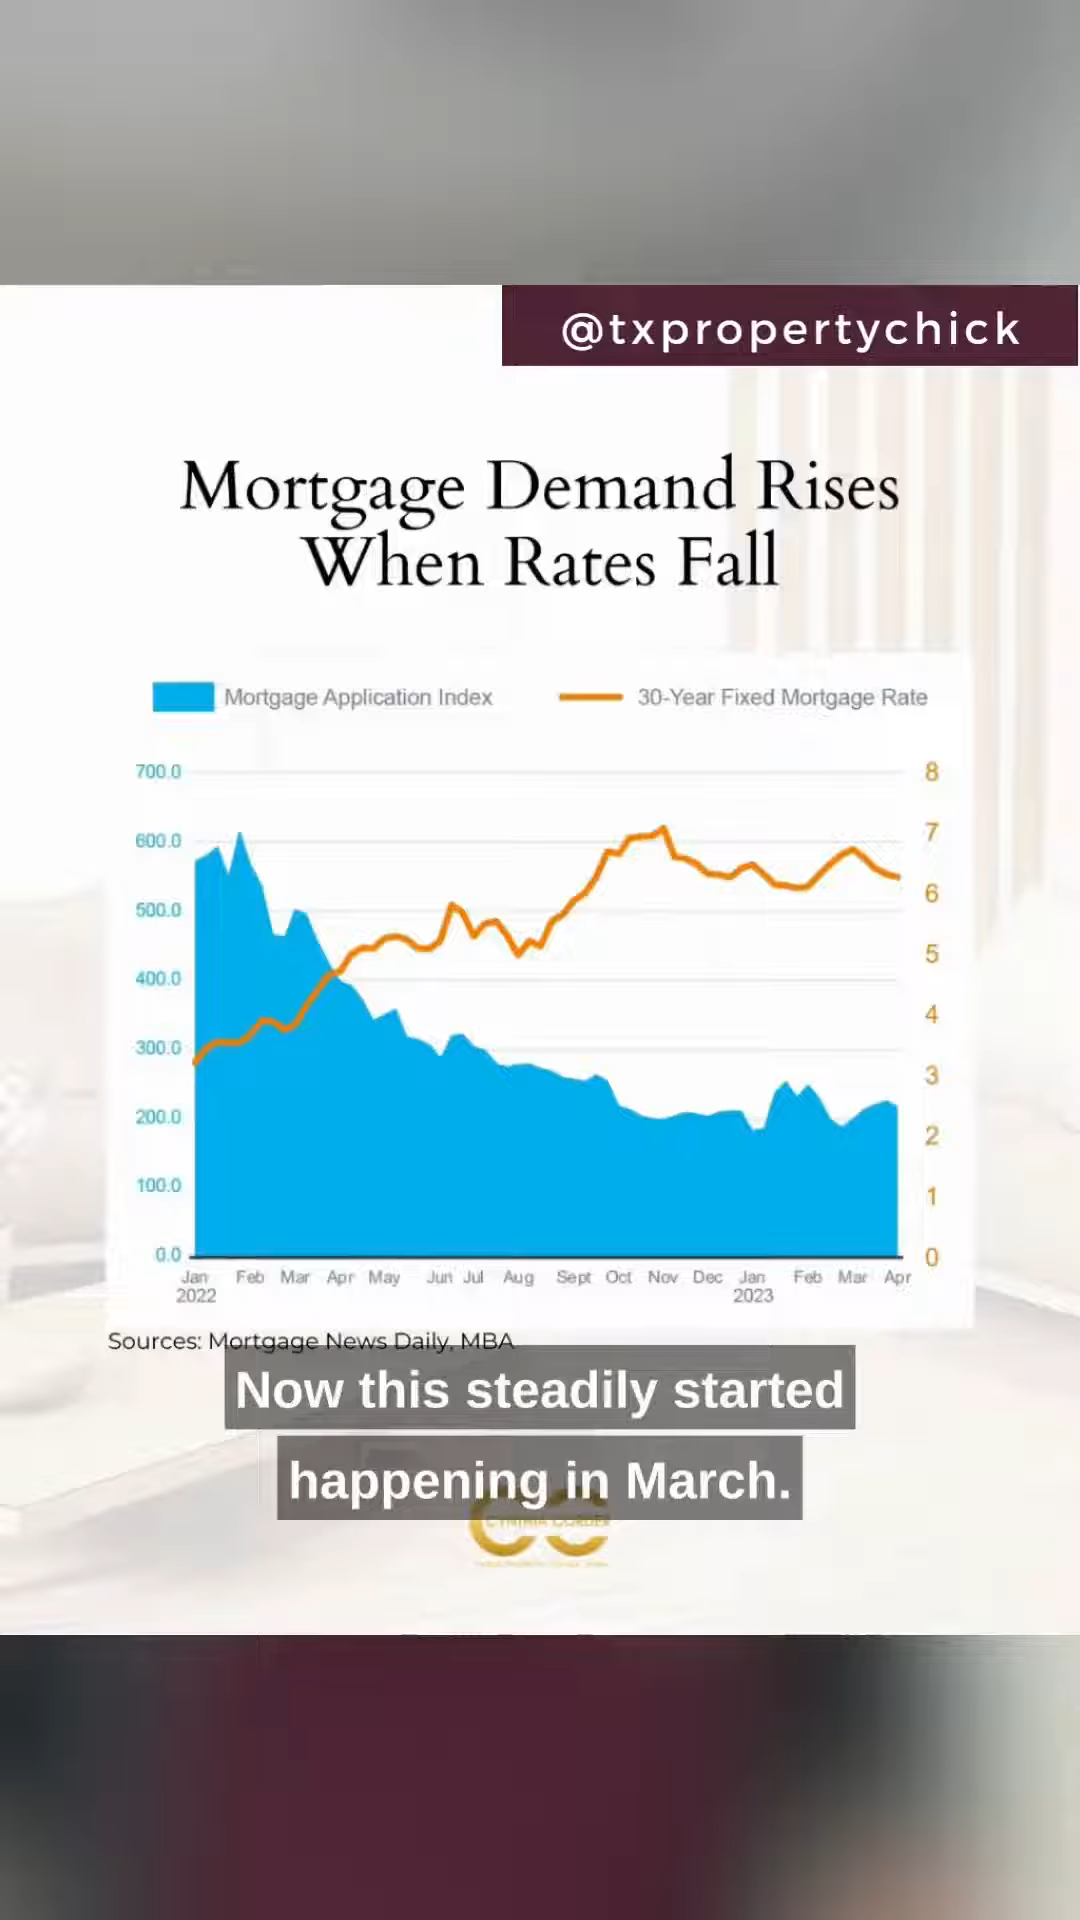 @txpropertychick
Mortgage Demand Rises
When Rates Fall
Mortgage Application Index
30-Year Fixed Mortgage Rate
700.0
600.0
500.0
400.0
300.0
200.0
100.0
0.0
8
7
6
5
4
3
2
1
0
Jan Feb Mar Apr May Jun Jul Aug Sept Oct Nov Dec Jan Feb Mar Apr
2022 2023
Sources: Mortgage News Daily, MBA
Now this steadily started
happening in March.
CYNTHIA CORDER